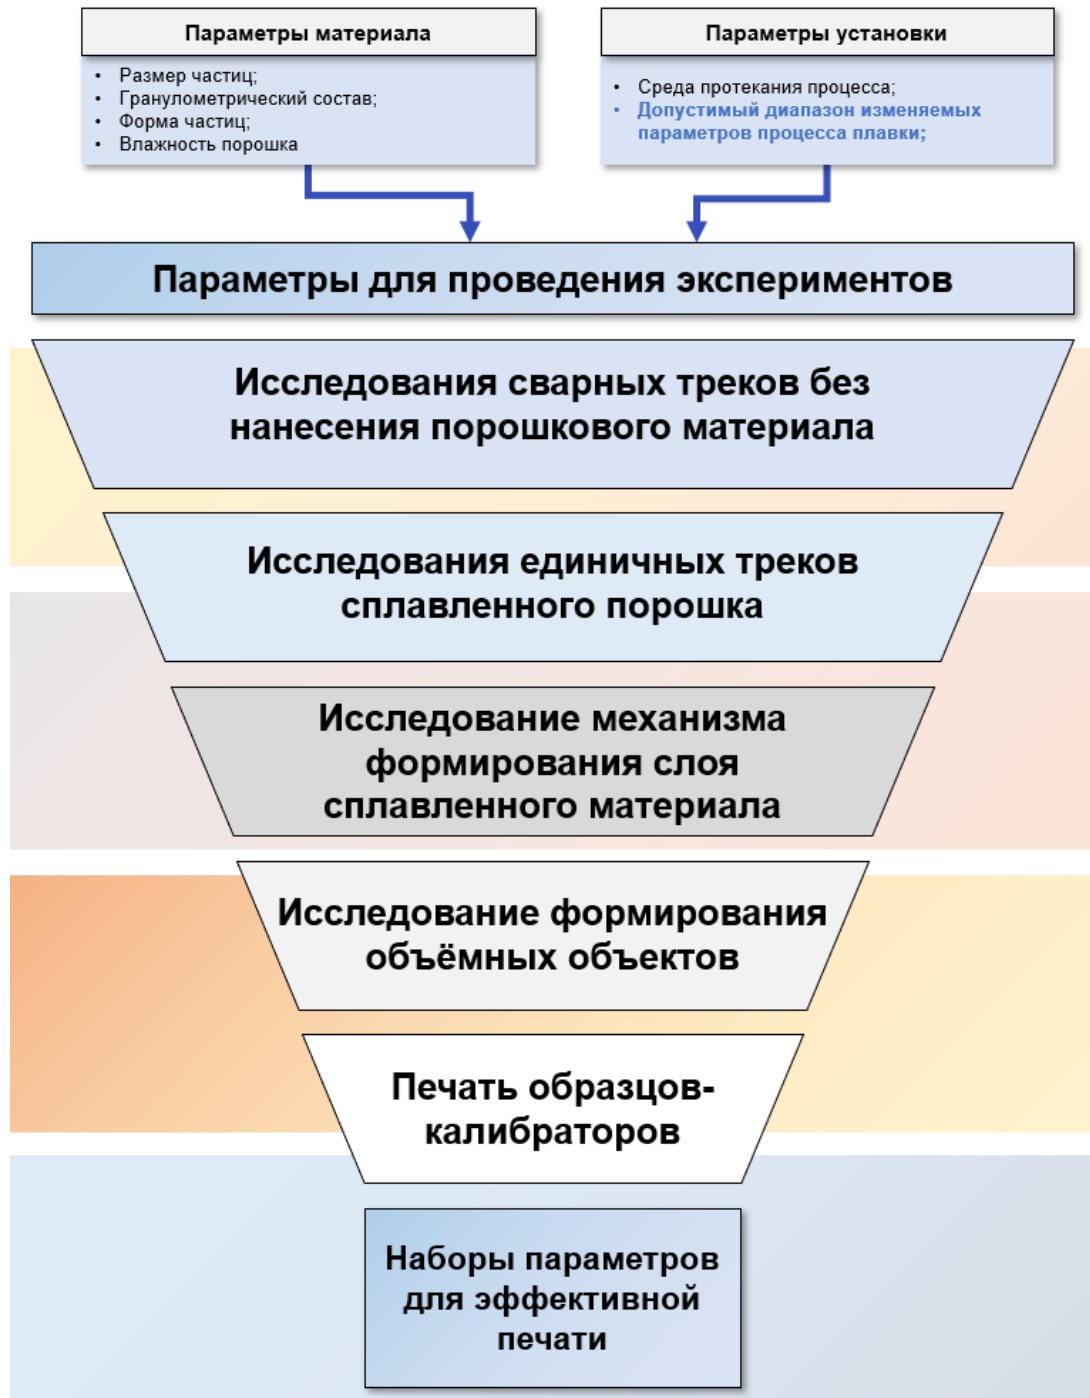 Параметры материала
• Размер частиц;
• Гранулометрический состав;
• Форма частиц;
• Влажность порошка
Параметры установки
• Среда протекания процесса;
• Допустимый диапазон изменяемых
параметров процесса плавки;
Параметры для проведения экспериментов
Исследования сварных треков без
нанесения порошкового материала
Исследования единичных треков
сплавленного порошка
Исследование механизма
формирования слоя
сплавленного материала
Исследование формирования
объёмных объектов
Печать образцов-
калибраторов
Наборы параметров
для эффективной
печати